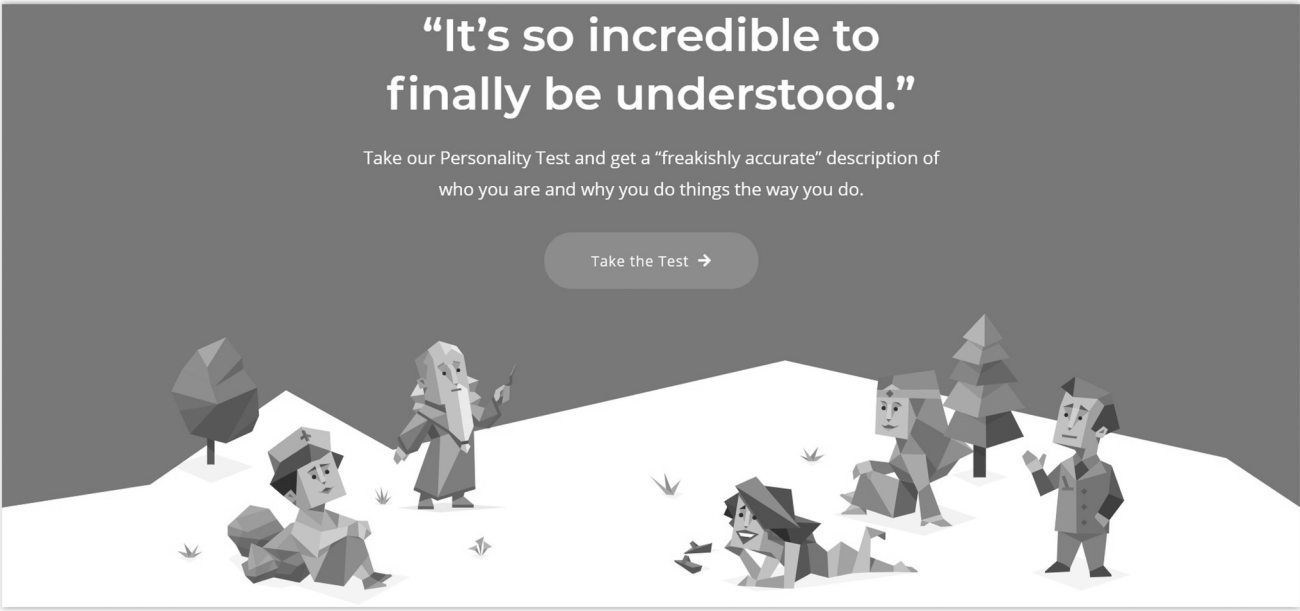 “It’s so incredible to
finally be understood.”
Take our Personality Test and get a “freakishly accurate” description of
who you are and why you do things the way you do.
Take the Test →